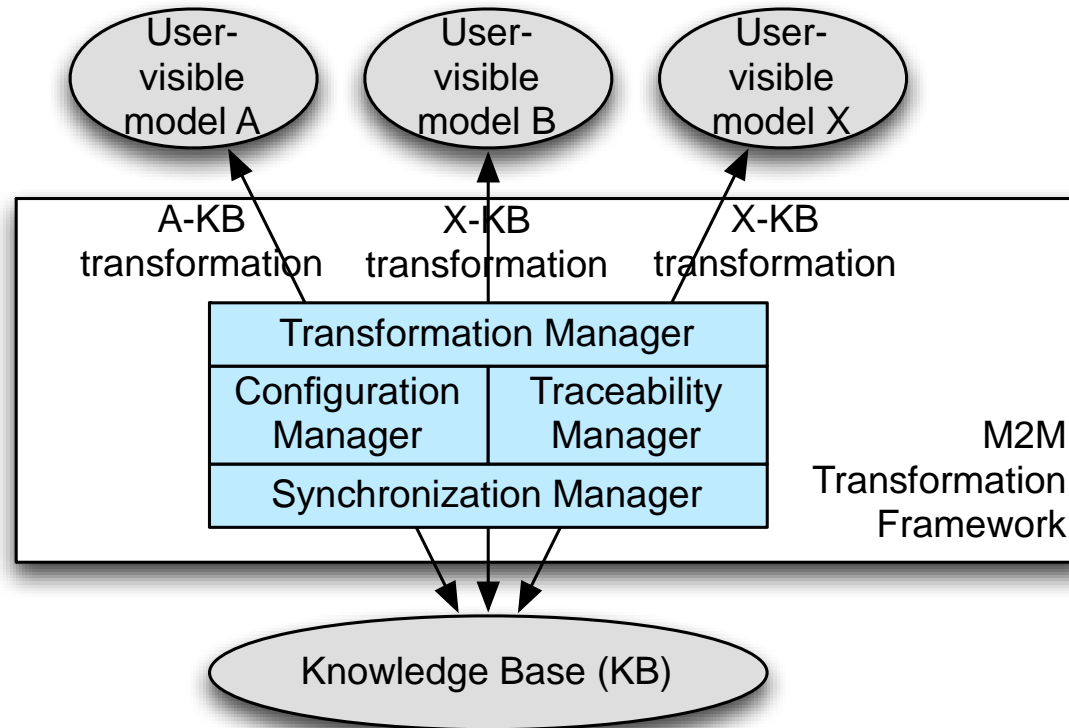 User-
visible
model A
User-
visible
model B
User-
visible
model X
A-KB
transformation
X-KB
transformation
X-KB
transformation
Transformation Manager
Configuration
Manager
Traceability
Manager
Synchronization Manager
M2M
Transformation
Framework
Knowledge Base (KB)